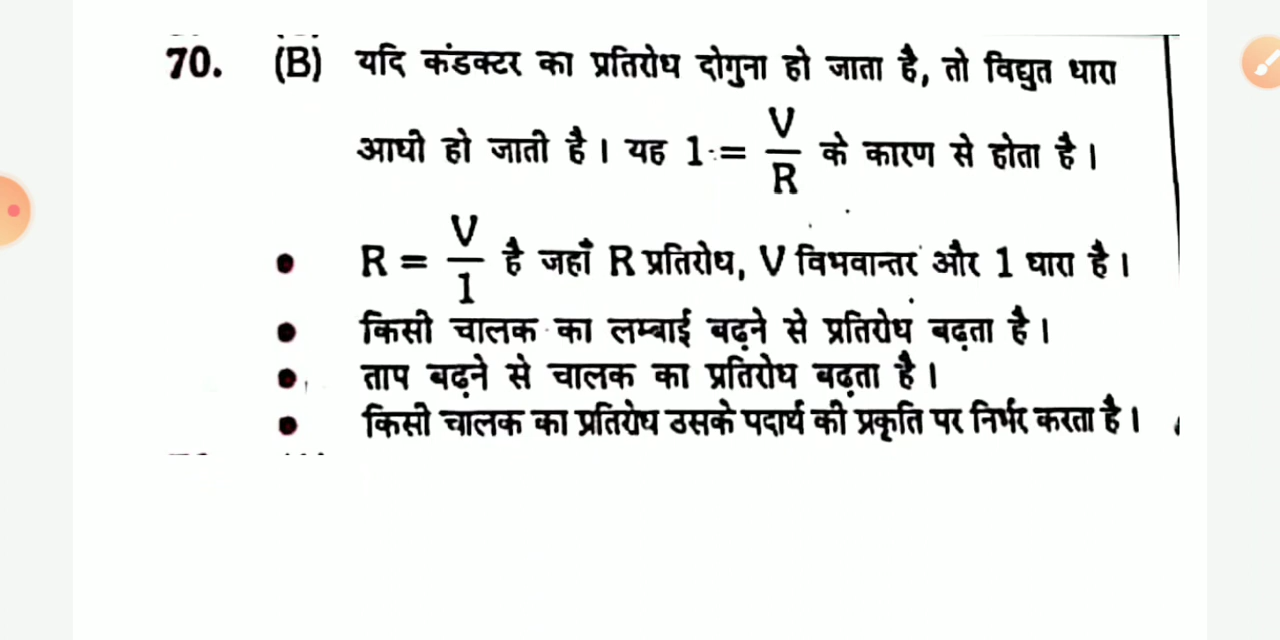 70. (B) यदि कंडक्टर का प्रतिरोध दोगुना हो जाता है, तो विद्युत धारा
आधी हो जाती है। यह 1 = V/R के कारण से होता है।
• R = V/1 है जहाँ R प्रतिरोध, V विभवान्तर और 1 धारा है।
• किसी चालक का लम्बाई बढ़ने से प्रतिरोध बढ़ता है।
• ताप बढ़ने से चालक का प्रतिरोध बढ़ता है।
• किसी चालक का प्रतिरोध उसके पदार्थ की प्रकृति पर निर्भर करता है।